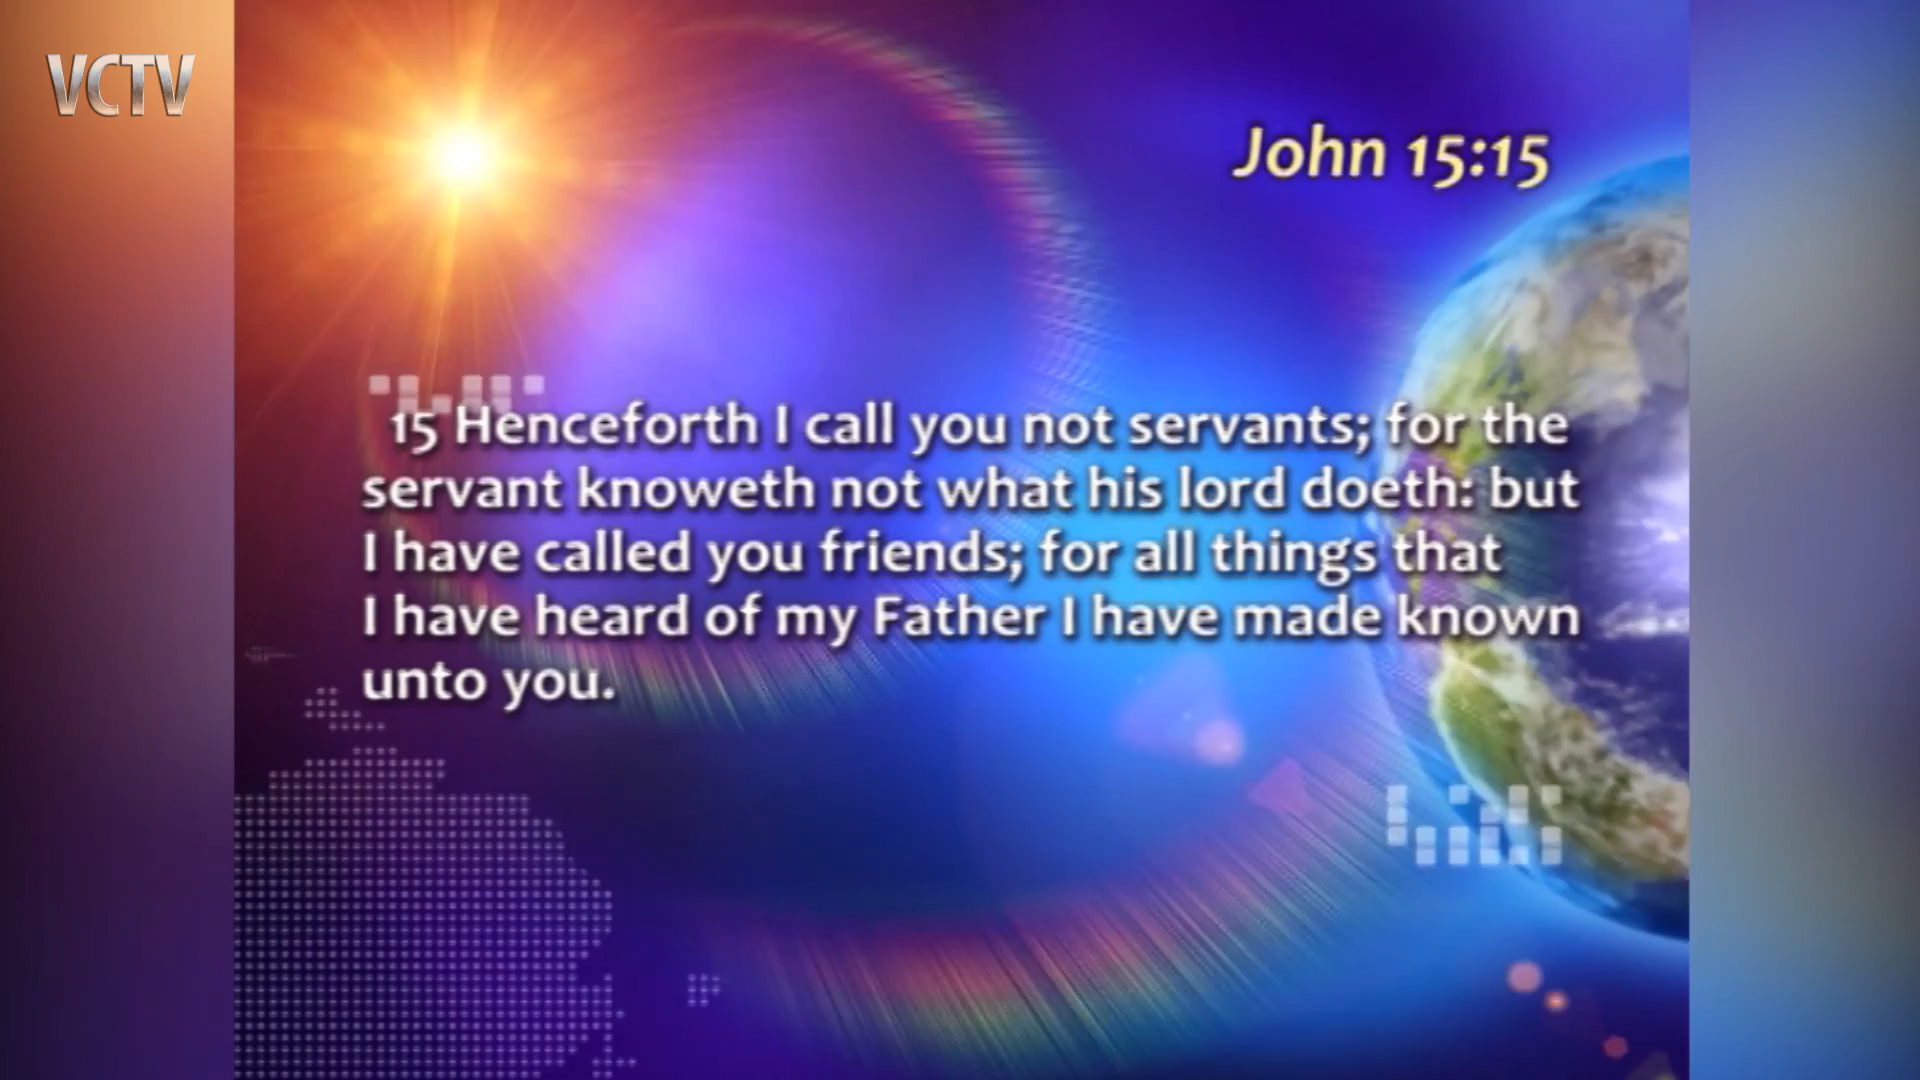 VCTV
John 15:15
15 Henceforth I call you not servants; for the
servant knoweth not what his lord doeth: but
I have called you friends; for all things that
I have heard of my Father I have made known
unto you.